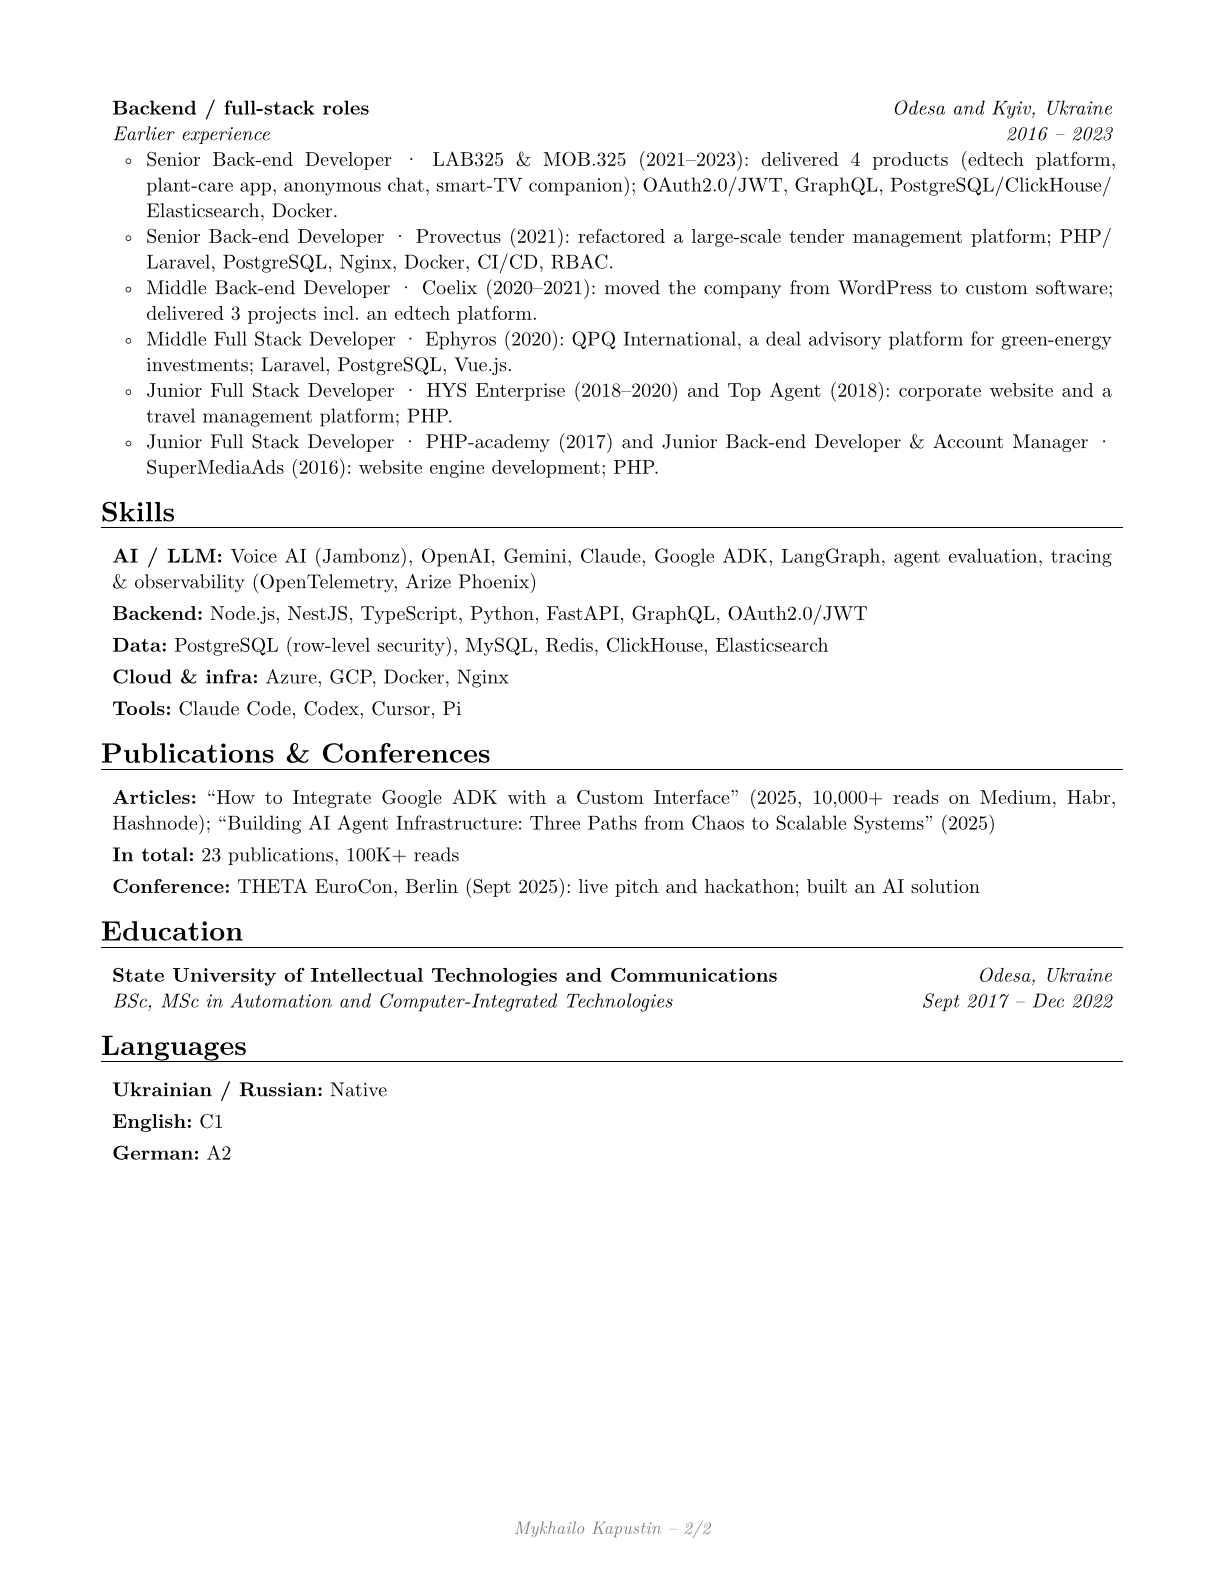 Backend / full-stack roles
Odesa and Kyiv, Ukraine
Earlier experience
2016 – 2023
◦ Senior Back-end Developer · LAB325 & MOB.325 (2021–2023): delivered 4 products (edtech platform,
plant-care app, anonymous chat, smart-TV companion); OAuth2.0/JWT, GraphQL, PostgreSQL/ClickHouse/
Elasticsearch, Docker.
◦ Senior Back-end Developer · Provectus (2021): refactored a large-scale tender management platform; PHP/
Laravel, PostgreSQL, Nginx, Docker, CI/CD, RBAC.
◦ Middle Back-end Developer · Coelix (2020–2021): moved the company from WordPress to custom software;
delivered 3 projects incl. an edtech platform.
◦ Middle Full Stack Developer · Ephyros (2020): QPQ International, a deal advisory platform for green-energy
investments; Laravel, PostgreSQL, Vue.js.
◦ Junior Full Stack Developer · HYS Enterprise (2018–2020) and Top Agent (2018): corporate website and a
travel management platform; PHP.
◦ Junior Full Stack Developer · PHP-academy (2017) and Junior Back-end Developer & Account Manager ·
SuperMediaAds (2016): website engine development; PHP.
Skills
AI / LLM: Voice AI (Jambonz), OpenAI, Gemini, Claude, Google ADK, LangGraph, agent evaluation, tracing
& observability (OpenTelemetry, Arize Phoenix)
Backend: Node.js, NestJS, TypeScript, Python, FastAPI, GraphQL, OAuth2.0/JWT
Data: PostgreSQL (row-level security), MySQL, Redis, ClickHouse, Elasticsearch
Cloud & infra: Azure, GCP, Docker, Nginx
Tools: Claude Code, Codex, Cursor, Pi
Publications & Conferences
Articles: “How to Integrate Google ADK with a Custom Interface” (2025, 10,000+ reads on Medium, Habr,
Hashnode); “Building AI Agent Infrastructure: Three Paths from Chaos to Scalable Systems” (2025)
In total: 23 publications, 100K+ reads
Conference: THETA EuroCon, Berlin (Sept 2025): live pitch and hackathon; built an AI solution
Education
State University of Intellectual Technologies and Communications
Odesa, Ukraine
BSc, MSc in Automation and Computer-Integrated Technologies
Sept 2017 – Dec 2022
Languages
Ukrainian / Russian: Native
English: C1
German: A2
Mykhailo Kapustin – 2/2